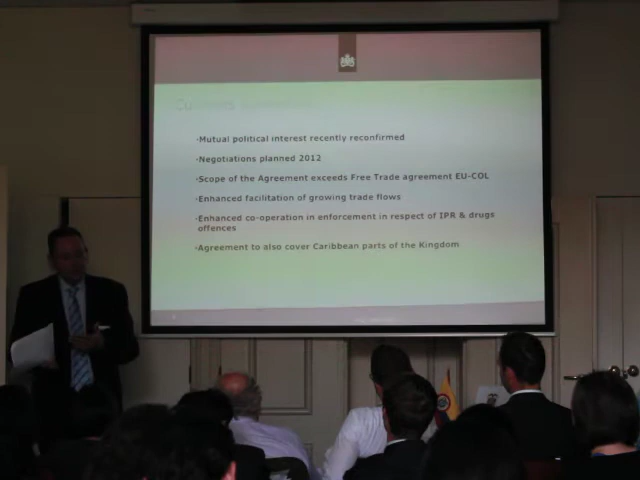 Customs
·Mutual political interest recently reconfirmed
·Negotiations planned 2012
·Scope of the Agreement exceeds Free Trade agreement EU-COL
·Enhanced facilitation of growing trade flows
·Enhanced co-operation in enforcement in respect of IPR & drugs
offences
·Agreement to also cover Caribbean parts of the Kingdom